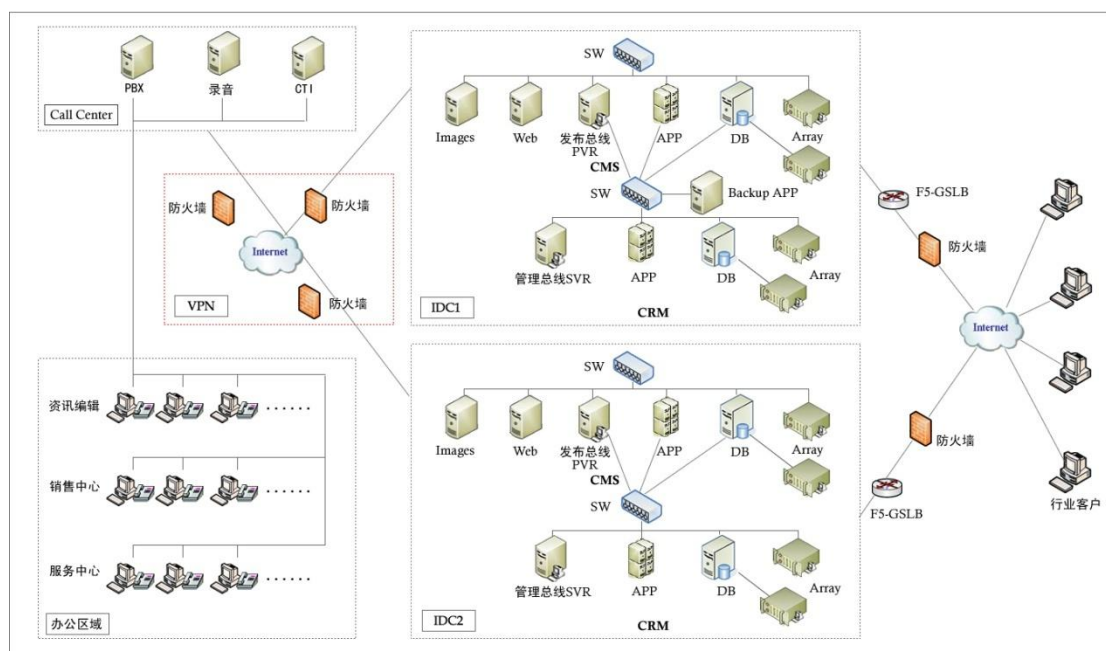 PBX
录音
CTI
Call Center
防火墙
防火墙
Internet
防火墙
VPN
资讯编辑
······
销售中心
······
服务中心
······
办公区域
SW
Images
Web
发布总线
PVR
APP
DB
Array
CMS
SW
Backup APP
管理总线SVR
APP
DB
Array
IDC1
CRM
SW
Images
Web
发布总线
PVR
APP
DB
Array
CMS
SW
管理总线SVR
APP
DB
Array
IDC2
CRM
F5-GSLB
防火墙
Internet
防火墙
F5-GSLB
行业客户